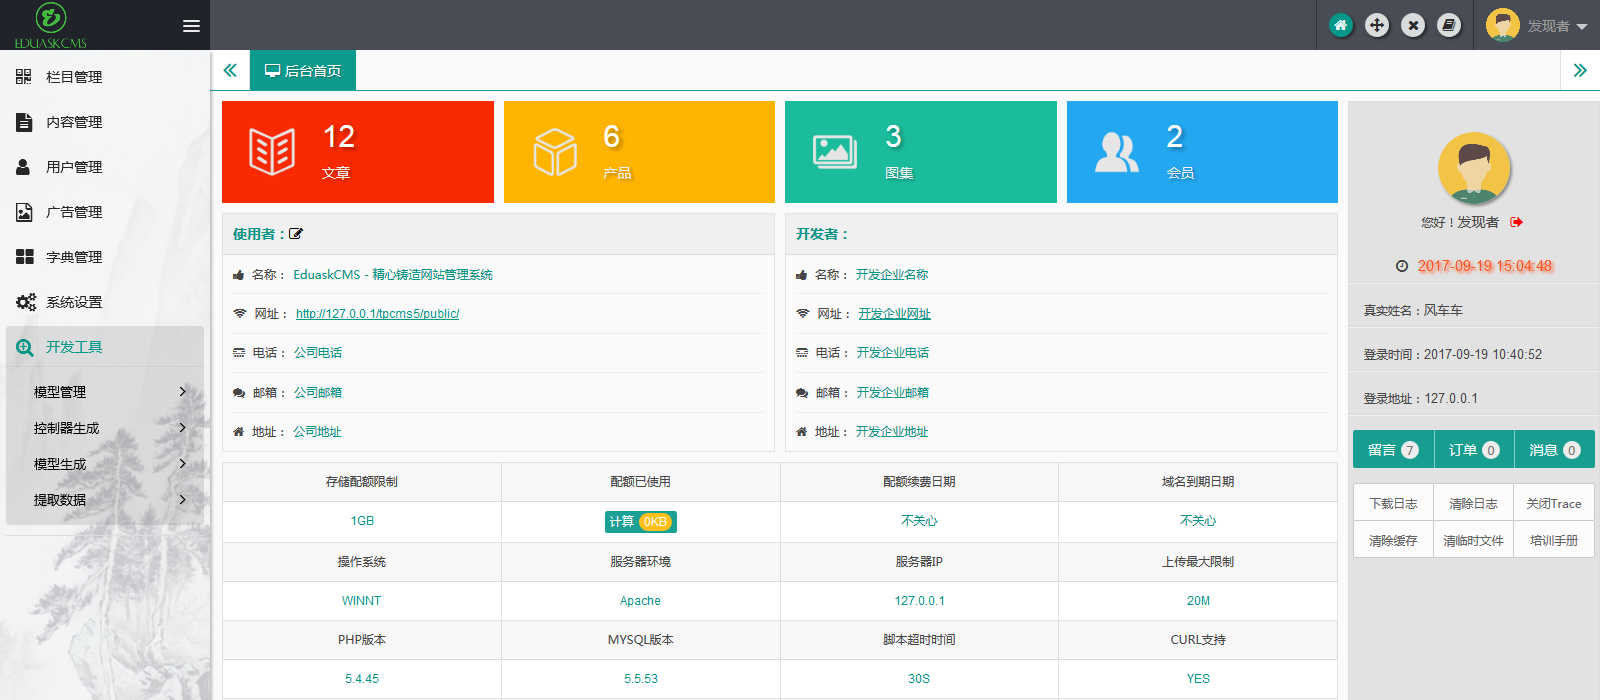 EDUASKCMS
发现者
栏目管理
内容管理
用户管理
广告管理
字典管理
系统设置
开发工具
模型管理
控制器生成
模型生成
提取数据
后台首页
12
文章
6
产品
3
图集
2
会员
使用者：
名称： EduaskCMS - 精心铸造网站管理系统
网址： http://127.0.0.1/tpcms5/public/
电话： 公司电话
邮箱： 公司邮箱
地址： 公司地址
开发者：
名称： 开发企业名称
网址： 开发企业网址
电话： 开发企业电话
邮箱： 开发企业邮箱
地址： 开发企业地址
存储配额限制 配额已使用 配额续费日期 域名到期日期
1GB 计算 0KB 不关心 不关心
操作系统 服务器环境 服务器IP 上传最大限制
WINNT Apache 127.0.0.1 20M
PHP版本 MYSQL版本 脚本超时时间 CURL支持
5.4.45 5.5.53 30S YES
您好！发现者
2017-09-19 15:04:48
真实姓名：风车车
登录时间：2017-09-19 10:40:52
登录地址：127.0.0.1
留言 7 订单 0 消息 0
下载日志 清除日志 关闭Trace
清除缓存 清临时文件 培训手册